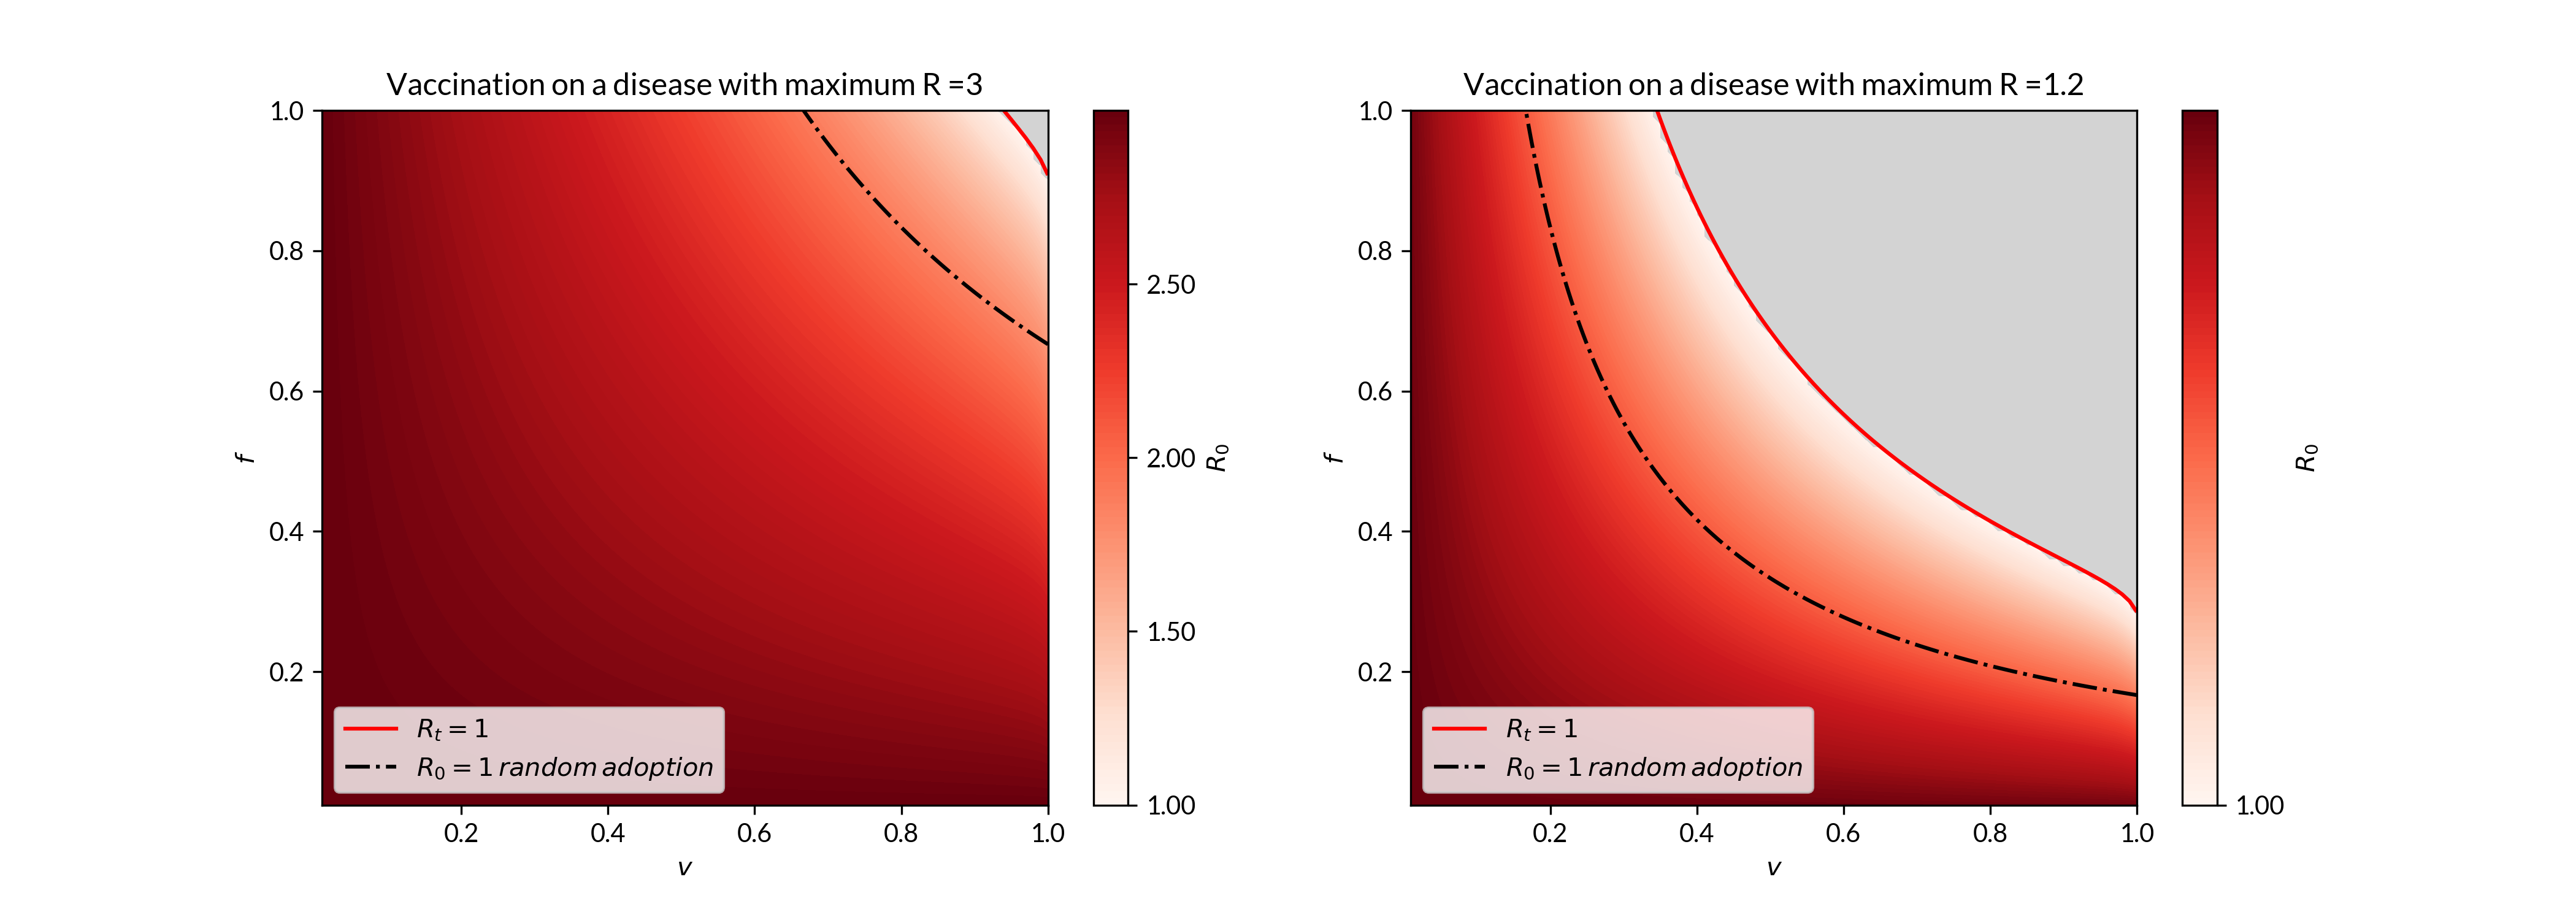 Vaccination on a disease with maximum R =3
1.0
0.8
0.6
0.4
0.2
f
0.2
0.4
0.6
0.8
1.0
v
R_t = 1
R_0 = 1 random adoption
2.50
2.00
1.50
1.00
R_0
Vaccination on a disease with maximum R =1.2
1.0
0.8
0.6
0.4
0.2
f
0.2
0.4
0.6
0.8
1.0
v
R_t = 1
R_0 = 1 random adoption
1.00
R_0